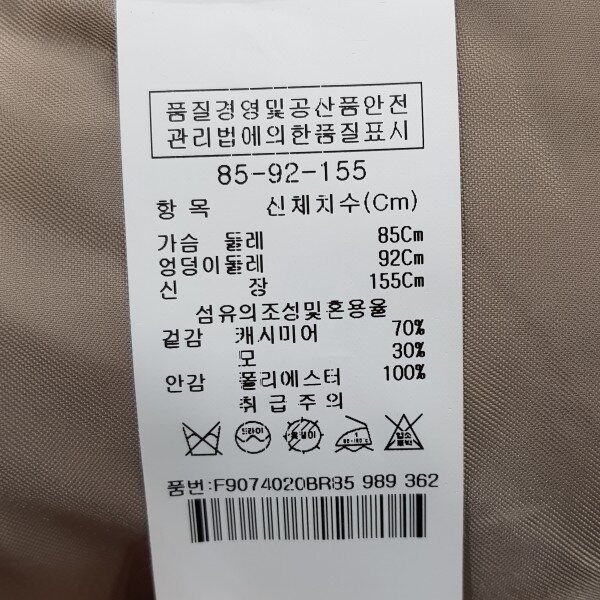 품질경영및공산품안전
관리법에의한품질표시
85-92-155
항 목 신체치수(Cm)
가슴 둘레 85Cm
엉덩이둘레 92Cm
신 장 155Cm
섬유의조성및혼용율
겉감 캐시미어 70%
모 30%
안감 폴리에스터 100%
취급주의
드라이
염소표백
품번:F9074020BR85 989 362